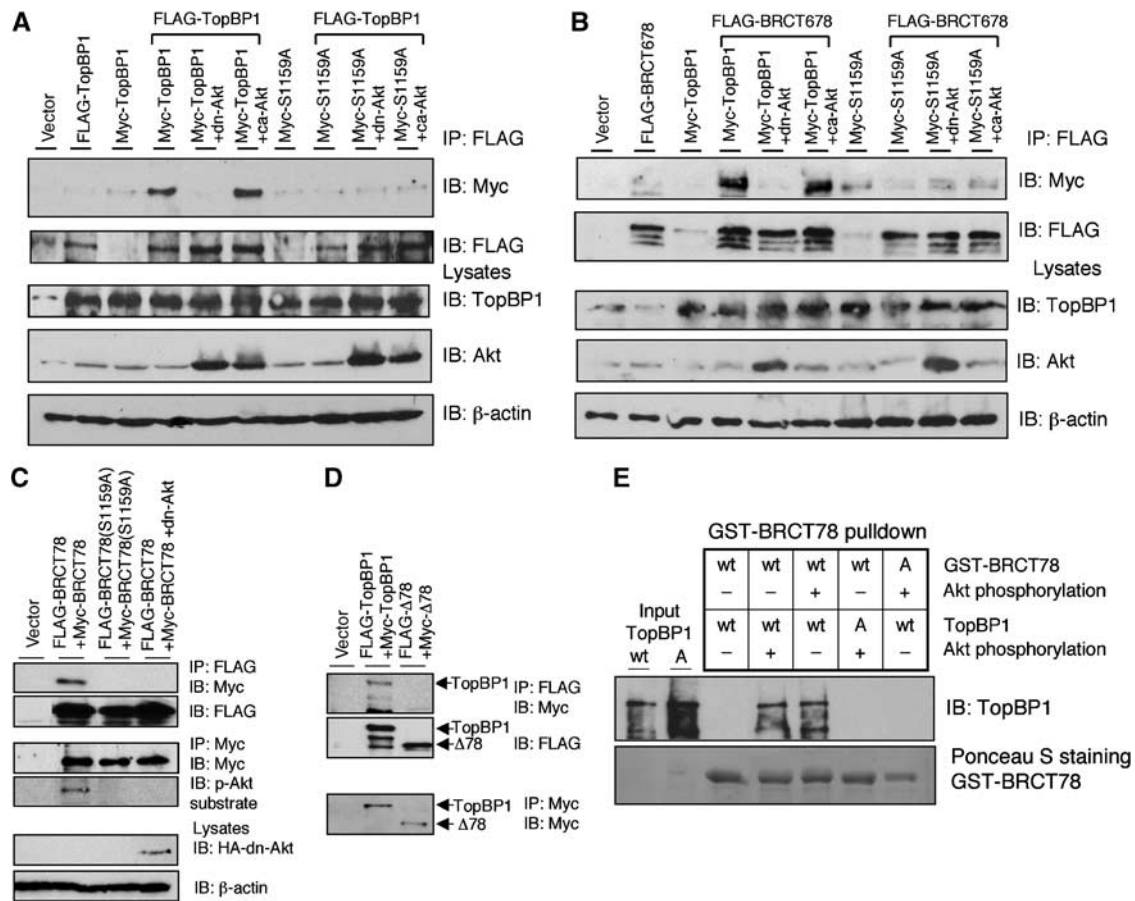 A
FLAG-TopBP1
FLAG-TopBP1
Vector
FLAG-TopBP1
Myc-TopBP1
Myc-TopBP1
Myc-TopBP1
+dn-Akt
Myc-TopBP1
+ca-Akt
Myc-S1159A
Myc-S1159A
Myc-S1159A
+dn-Akt
Myc-S1159A
+ca-Akt
IP: FLAG
IB: Myc
IB: FLAG
Lysates
IB: TopBP1
IB: Akt
IB: β-actin
B
FLAG-BRCT678
FLAG-BRCT678
Vector
FLAG-BRCT678
Myc-TopBP1
Myc-TopBP1
Myc-TopBP1
+dn-Akt
Myc-TopBP1
+ca-Akt
Myc-S1159A
Myc-S1159A
Myc-S1159A
+dn-Akt
Myc-S1159A
+ca-Akt
IP: FLAG
IB: Myc
IB: FLAG
Lysates
IB: TopBP1
IB: Akt
IB: β-actin
C
Vector
FLAG-BRCT78
+Myc-BRCT78
FLAG-BRCT78(S1159A)
+Myc-BRCT78(S1159A)
FLAG-BRCT78
+Myc-BRCT78 +dn-Akt
IP: FLAG
IB: Myc
IB: FLAG
IP: Myc
IB: Myc
IB: p-Akt
substrate
Lysates
IB: HA-dn-Akt
IB: β-actin
D
Vector
FLAG-TopBP1
+Myc-TopBP1
FLAG-Δ78
+Myc-Δ78
TopBP1 IP: FLAG
IB: Myc
TopBP1
Δ78 IB: FLAG
TopBP1 IP: Myc
Δ78 IB: Myc
E
GST-BRCT78 pulldown
wt wt wt wt A GST-BRCT78
– – + – + Akt phosphorylation
Input
TopBP1
wt A
wt wt wt A wt TopBP1
– + – + – Akt phosphorylation
IB: TopBP1
Ponceau S staining
GST-BRCT78